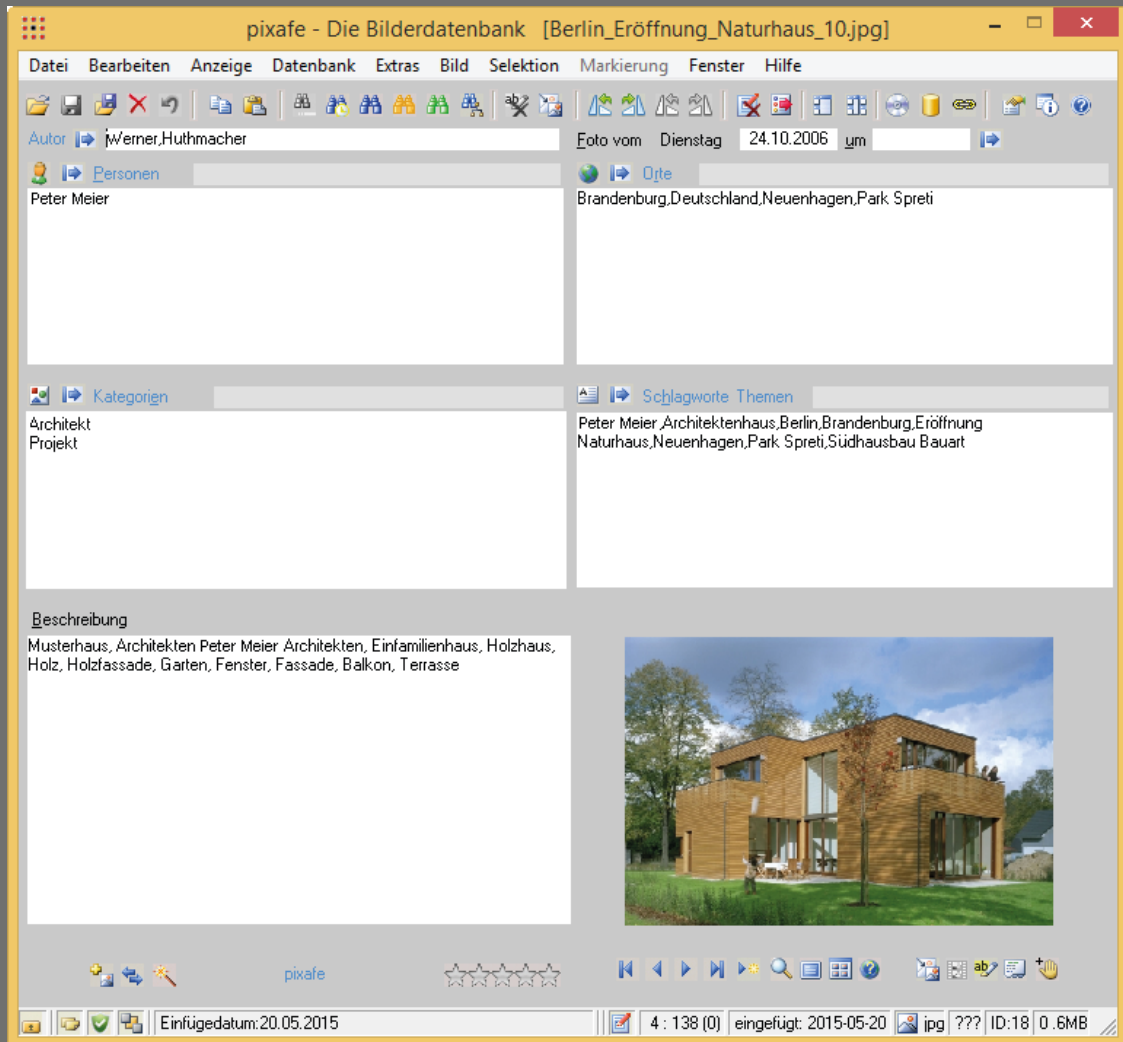 pixafe - Die Bilderdatenbank [Berlin_Eröffnung_Naturhaus_10.jpg]
Datei Bearbeiten Anzeige Datenbank Extras Bild Selektion Markierung Fenster Hilfe
Autor Werner,Huthmacher Foto vom Dienstag 24.10.2006 um
Personen Orte
Peter Meier Brandenburg,Deutschland,Neuenhagen,Park Spreti
Kategorien Schlagworte Themen
Architekt Peter Meier ,Architektenhaus,Berlin,Brandenburg,Eröffnung
Projekt Naturhaus,Neuenhagen,Park Spreti,Südhausbau Bauart
Beschreibung
Musterhaus, Architekten Peter Meier Architekten, Einfamilienhaus, Holzhaus,
Holz, Holzfassade, Garten, Fenster, Fassade, Balkon, Terrasse
pixafe
Einfügedatum:20.05.2015 4 : 138 (0) eingefügt: 2015-05-20 jpg ??? ID:18 0 .6MB